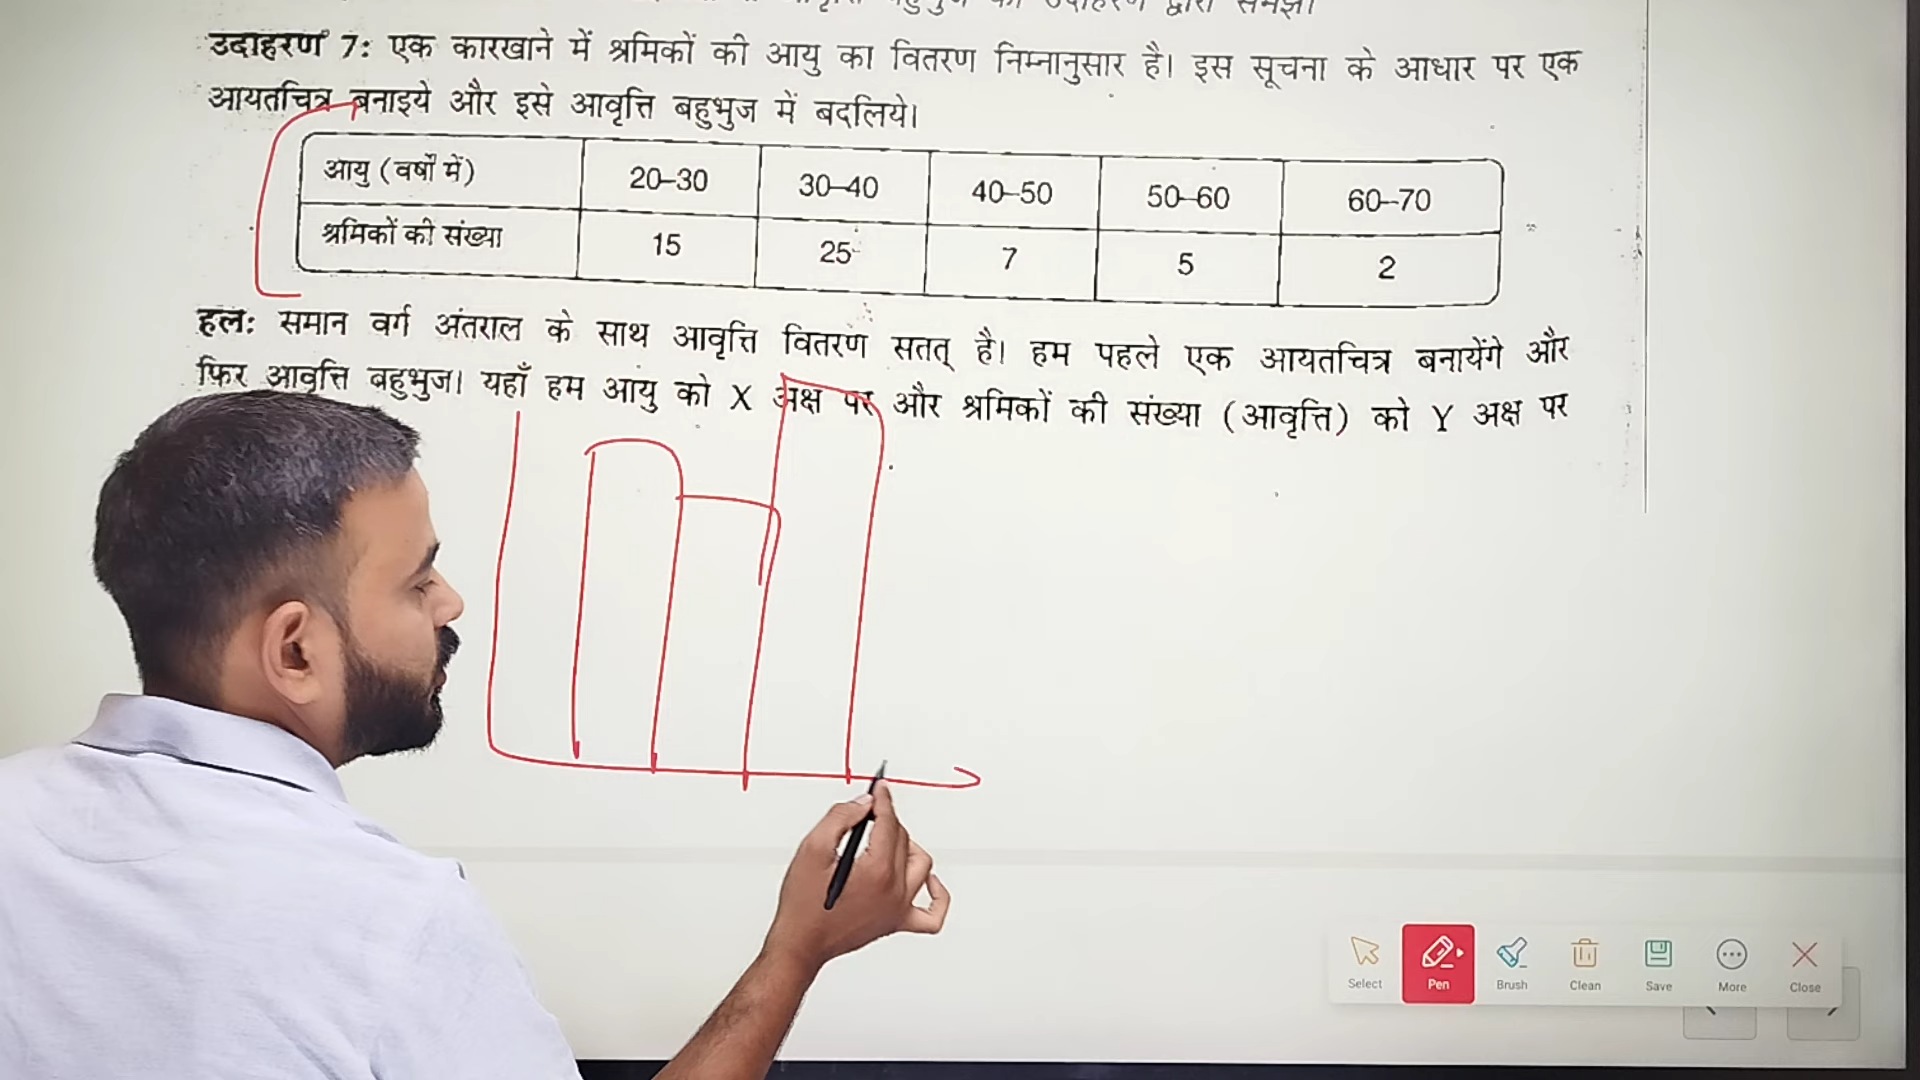 उदाहरण 7: एक कारखाने में श्रमिकों की आयु का वितरण निम्नानुसार है। इस सूचना के आधार पर एक
आयतचित्र बनाइये और इसे आवृत्ति बहुभुज में बदलिये।
आयु (वर्षों में) 20–30 30–40 40–50 50–60 60–70
श्रमिकों की संख्या 15 25 7 5 2
हल: समान वर्ग अंतराल के साथ आवृत्ति वितरण सतत् है। हम पहले एक आयतचित्र बनायेंगे और
फिर आवृत्ति बहुभुज। यहाँ हम आयु को X अक्ष पर और श्रमिकों की संख्या (आवृत्ति) को Y अक्ष पर
Select Pen Brush Clean Save More Close